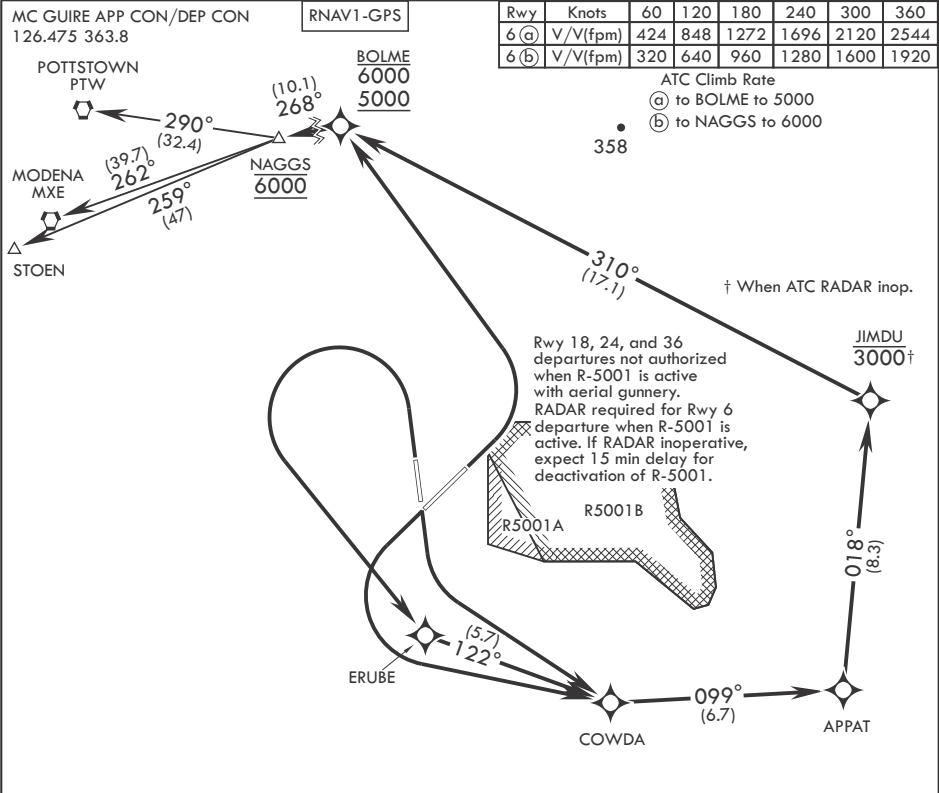 MC GUIRE APP CON/DEP CON
126.475 363.8
RNAV1-GPS
Rwy Knots 60 120 180 240 300 360
6 ⓐ V/V(fpm) 424 848 1272 1696 2120 2544
6 ⓑ V/V(fpm) 320 640 960 1280 1600 1920
ATC Climb Rate
ⓐ to BOLME to 5000
ⓑ to NAGGS to 6000
358
BOLME
6000
5000
(10.1)
268°
POTTSTOWN
PTW
290°
(32.4)
NAGGS
6000
MODENA
MXE
(39.7)
262°
259°
(47)
STOEN
310°
(17.1)
† When ATC RADAR inop.
JIMDU
3000†
Rwy 18, 24, and 36
departures not authorized
when R-5001 is active
with aerial gunnery.
RADAR required for Rwy 6
departure when R-5001 is
active. If RADAR inoperative,
expect 15 min delay for
deactivation of R-5001.
R5001A
R5001B
018°
(8.3)
ERUBE
(5.7)
122°
COWDA
099°
(6.7)
APPAT